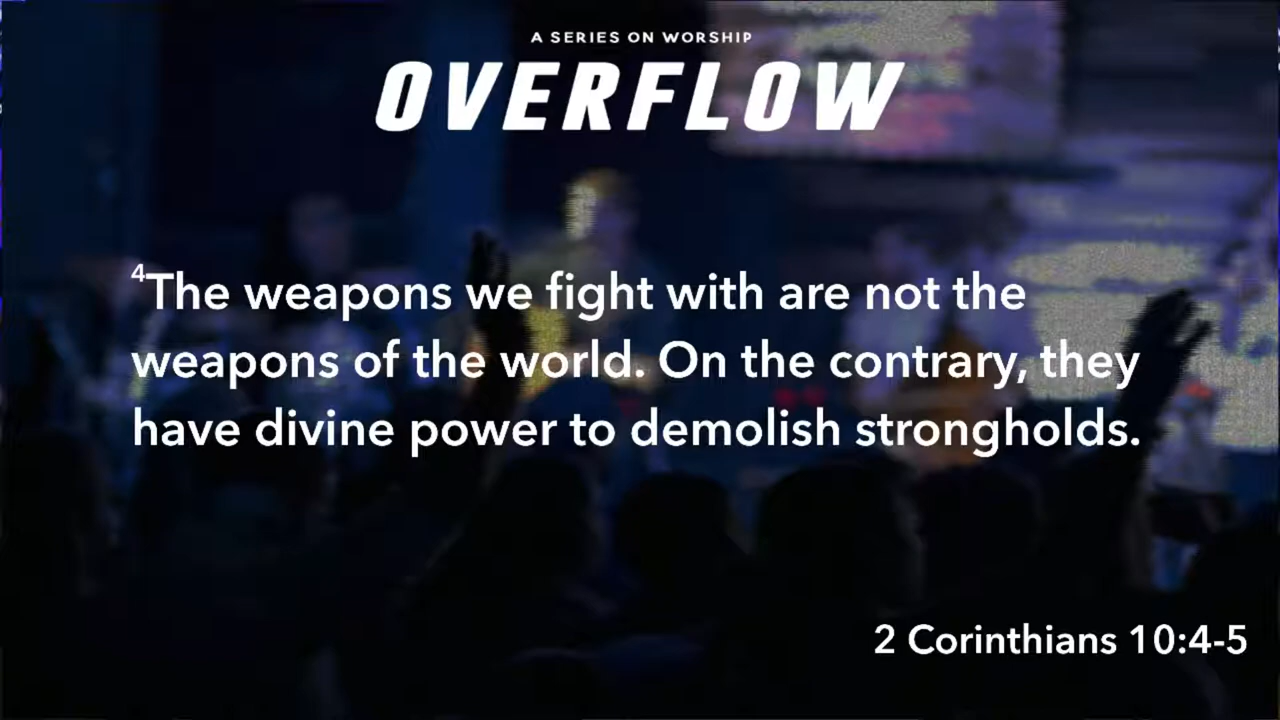 A SERIES ON WORSHIP
OVERFLOW
⁴The weapons we fight with are not the
weapons of the world. On the contrary, they
have divine power to demolish strongholds.
2 Corinthians 10:4-5